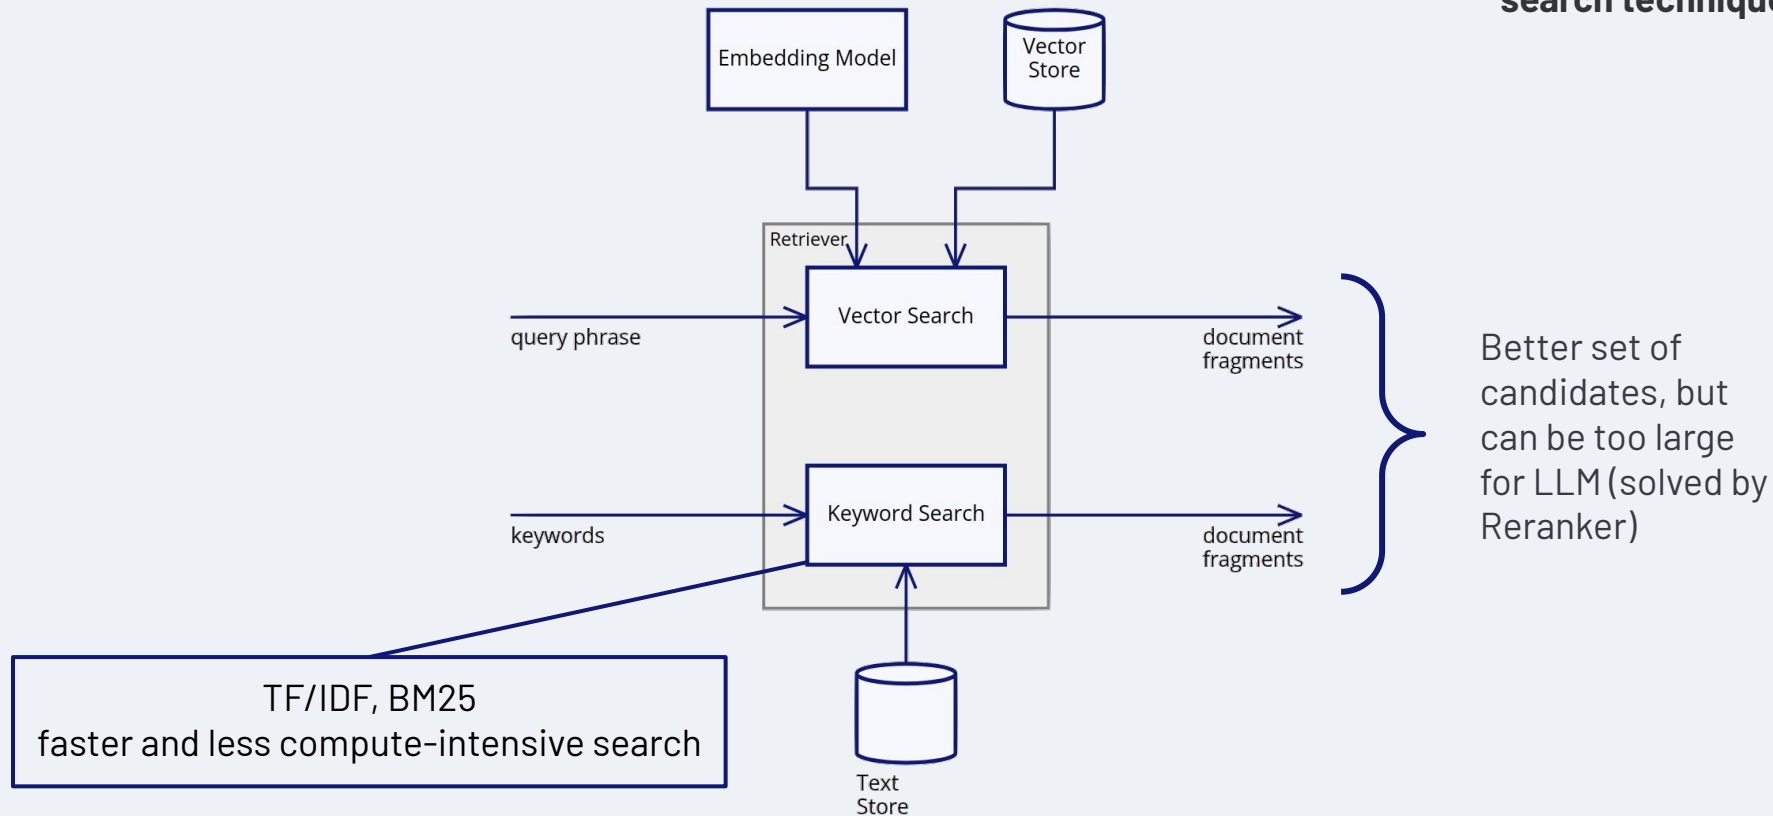 search technique
Embedding Model
Vector
Store
Retriever
Vector Search
query phrase
document
fragments
Better set of
candidates, but
can be too large
for LLM (solved by
Reranker)
Keyword Search
keywords
document
fragments
TF/IDF, BM25
faster and less compute-intensive search
Text
Store